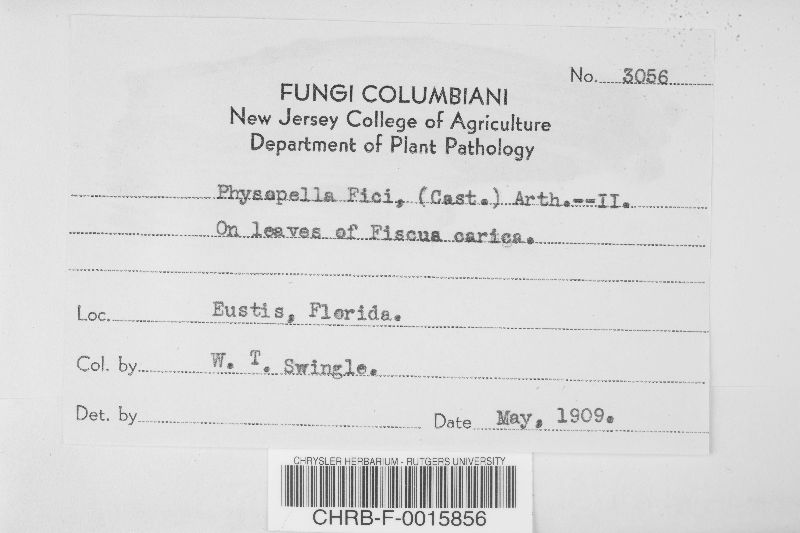 No. 3056
FUNGI COLUMBIANI
New Jersey College of Agriculture
Department of Plant Pathology
Physopella Fici, (Cast.) Arth.--II.
On leaves of Fiscus carica.
Loc. Eustis, Florida.
Col. by W. T. Swingle.
Det. by Date May, 1909.
CHRYSLER HERBARIUM - RUTGERS UNIVERSITY
CHRB-F-0015856